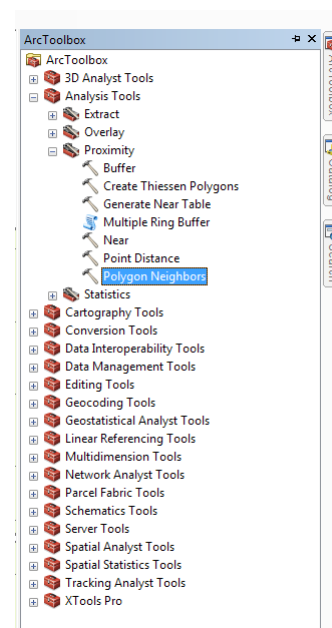 ArcToolbox
ArcToolbox
3D Analyst Tools
Analysis Tools
Extract
Overlay
Proximity
Buffer
Create Thiessen Polygons
Generate Near Table
Multiple Ring Buffer
Near
Point Distance
Polygon Neighbors
Statistics
Cartography Tools
Conversion Tools
Data Interoperability Tools
Data Management Tools
Editing Tools
Geocoding Tools
Geostatistical Analyst Tools
Linear Referencing Tools
Multidimension Tools
Network Analyst Tools
Parcel Fabric Tools
Schematics Tools
Server Tools
Spatial Analyst Tools
Spatial Statistics Tools
Tracking Analyst Tools
XTools Pro